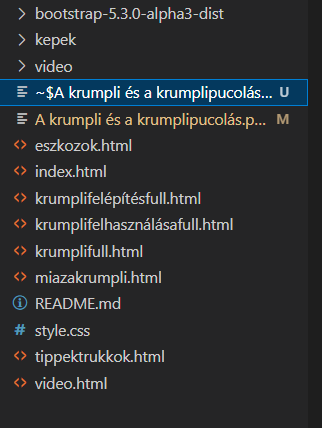 bootstrap-5.3.0-alpha3-dist
kepek
video
~$A krumpli és a krumplipucolás... U
A krumpli és a krumplipucolás.p... M
eszkozok.html
index.html
krumplifelépítésfull.html
krumplifelhasználásafull.html
krumplifull.html
miazakrumpli.html
README.md
style.css
tippektrukkok.html
video.html